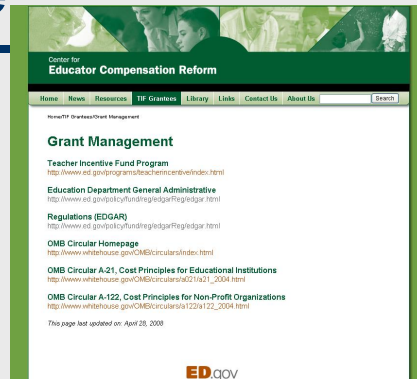 Center for
Educator Compensation Reform
Home News Resources TIF Grantees Library Links Contact Us About Us Search
Home/TIF Grantees/Grant Management
Grant Management
Teacher Incentive Fund Program
http://www.ed.gov/programs/teacherincentive/index.html
Education Department General Administrative
http://www.ed.gov/policy/fund/reg/edgarReg/edgar.html
Regulations (EDGAR)
http://www.ed.gov/policy/fund/reg/edgarReg/edgar.html
OMB Circular Homepage
http://www.whitehouse.gov/OMB/circulars/index.html
OMB Circular A-21, Cost Principles for Educational Institutions
http://www.whitehouse.gov/OMB/circulars/a021/a21_2004.html
OMB Circular A-122, Cost Principles for Non-Profit Organizations
http://www.whitehouse.gov/OMB/circulars/a122/a122_2004.html
This page last updated on: April 28, 2008
ED.gov